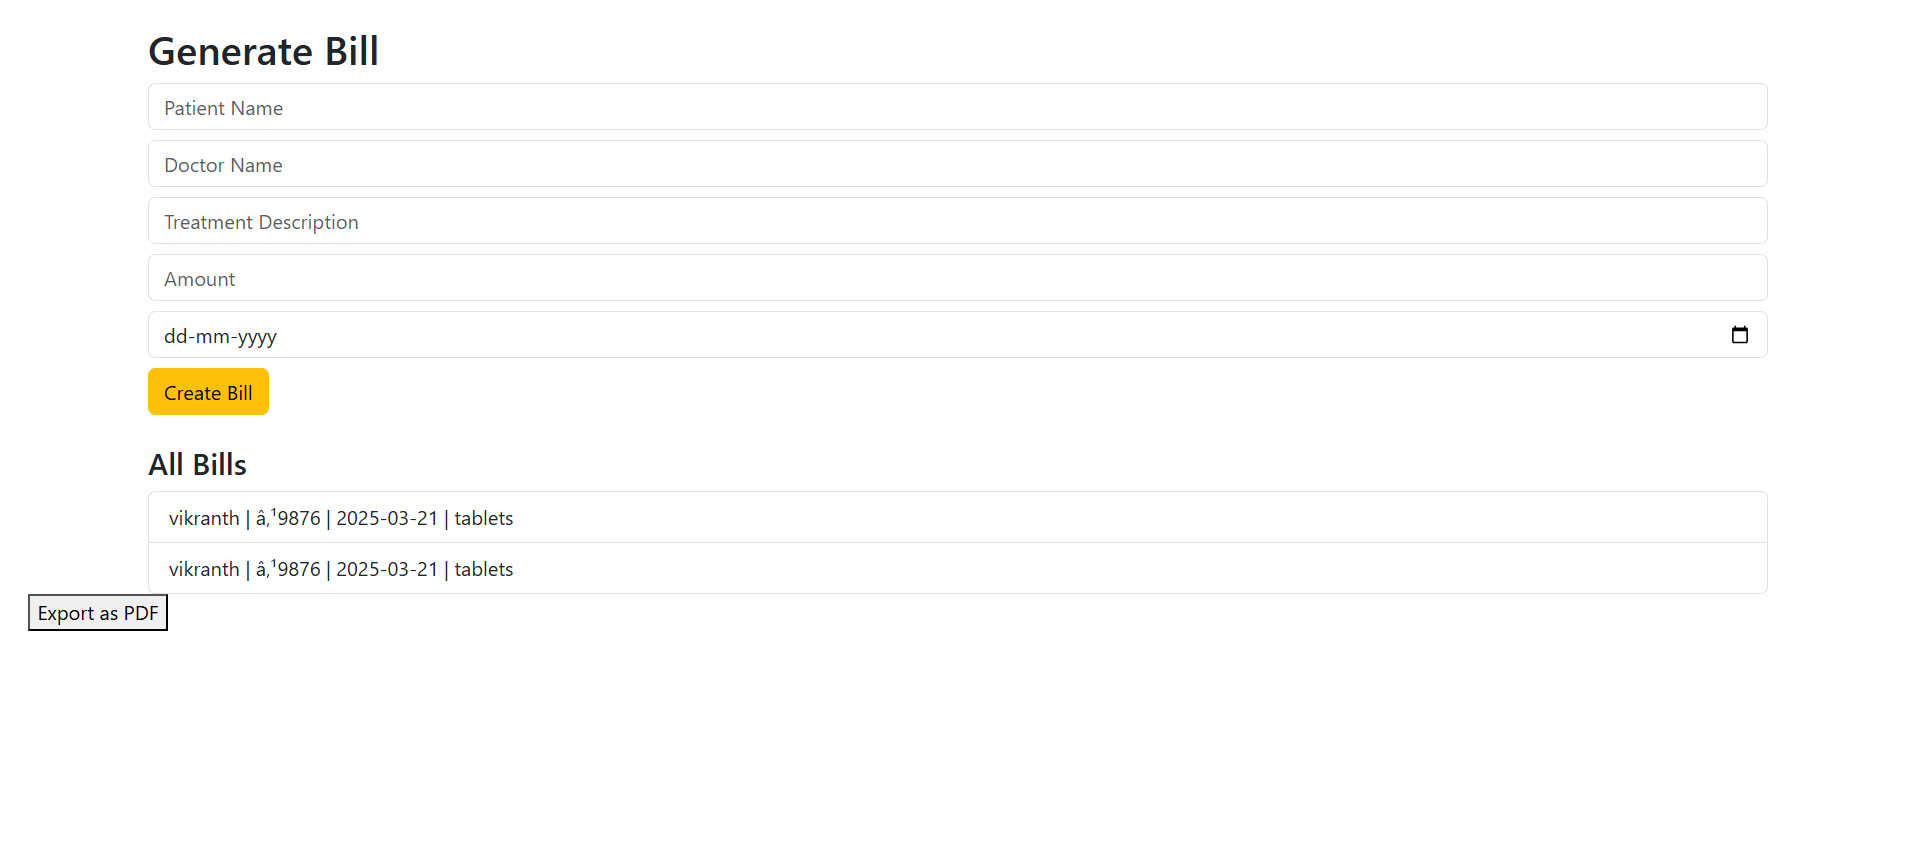 Generate Bill
Patient Name
Doctor Name
Treatment Description
Amount
dd-mm-yyyy
Create Bill
All Bills
vikranth | â‚¹9876 | 2025-03-21 | tablets
vikranth | â‚¹9876 | 2025-03-21 | tablets
Export as PDF